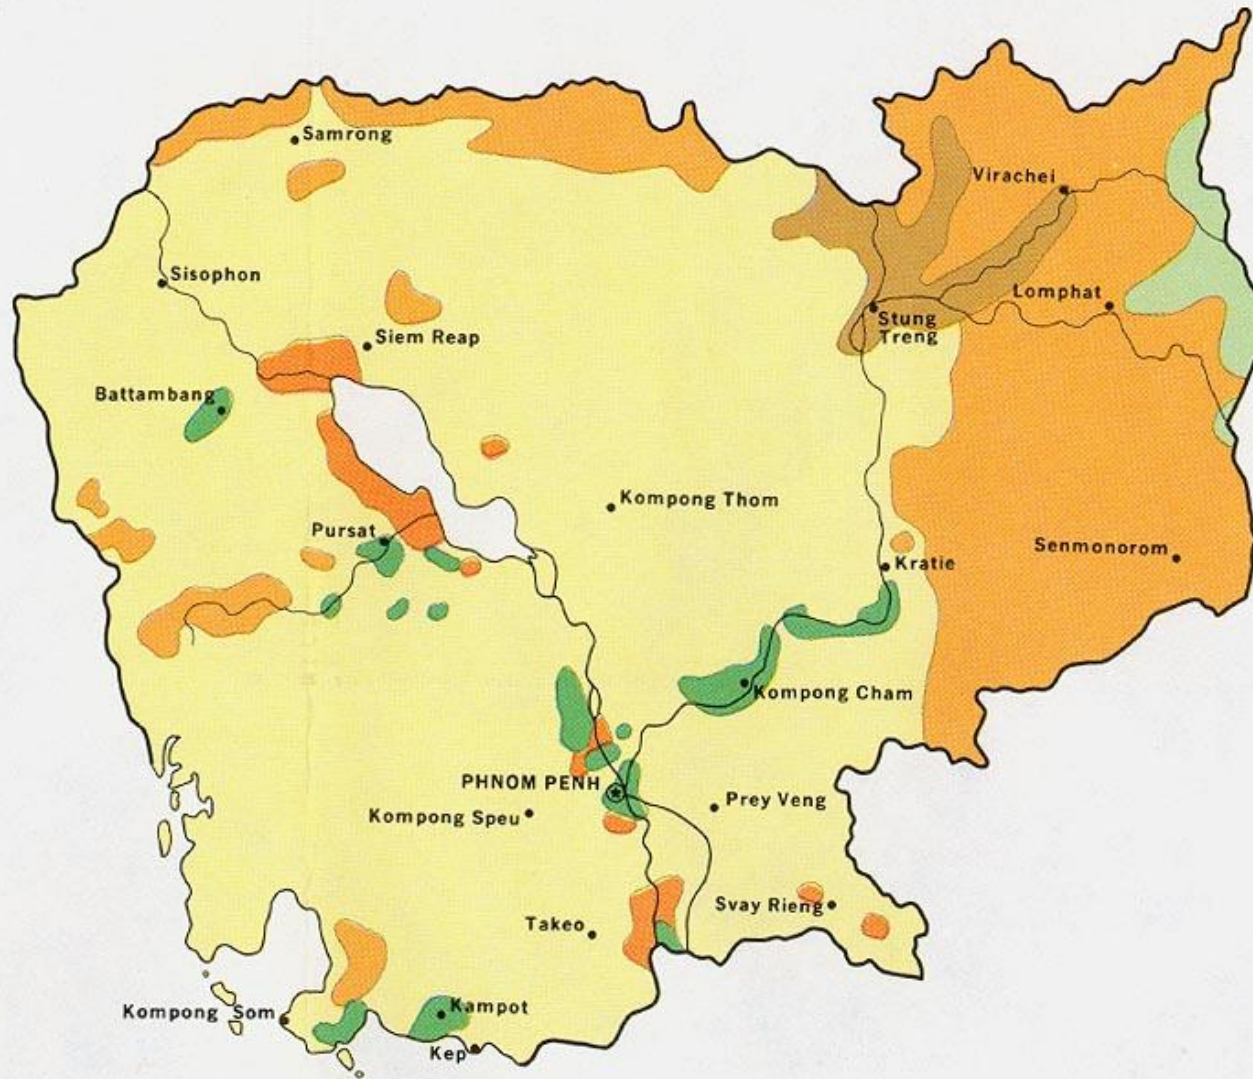 Samrong
Virachei
Sisophon
Lomphat
Stung
Treng
Siem Reap
Battambang
Kompong Thom
Pursat
Senmonorom
Kratie
Kompong Cham
PHNOM PENH
Prey Veng
Kompong Speu
Svay Rieng
Takeo
Kompong Som
Kampot
Kep